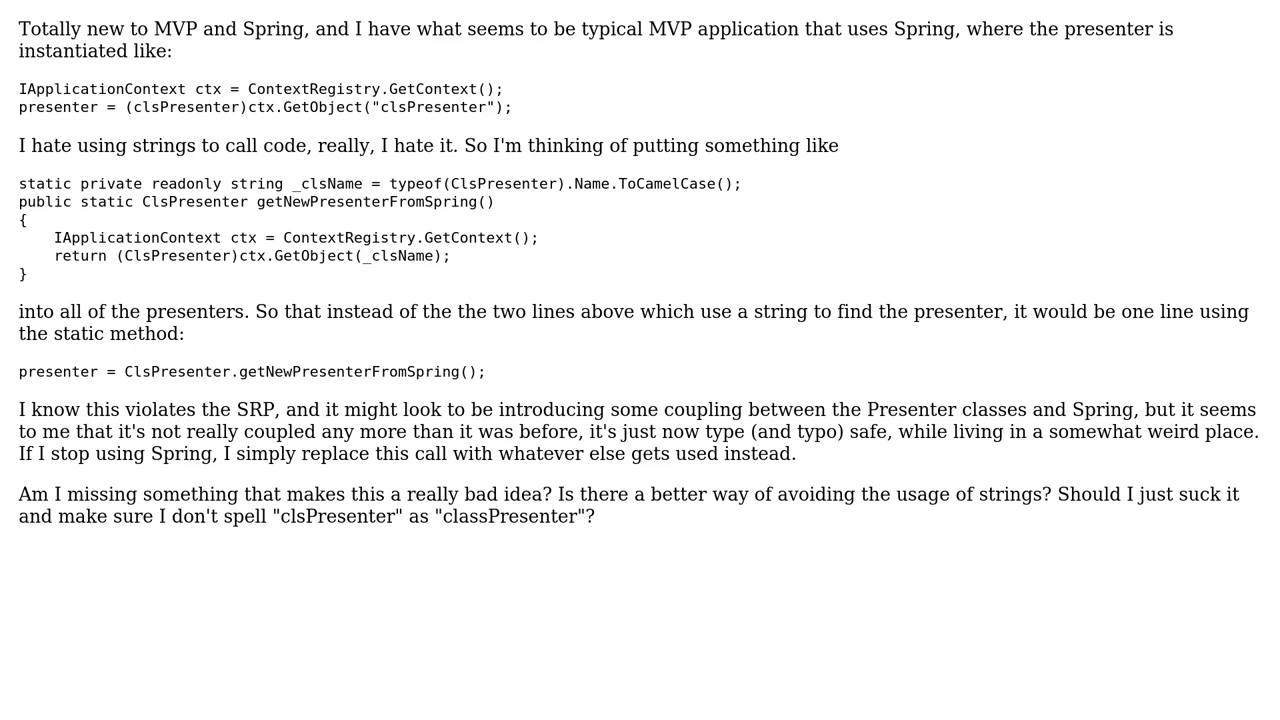 Totally new to MVP and Spring, and I have what seems to be typical MVP application that uses Spring, where the presenter is
instantiated like:
IApplicationContext ctx = ContextRegistry.GetContext();
presenter = (clsPresenter)ctx.GetObject("clsPresenter");
I hate using strings to call code, really, I hate it. So I'm thinking of putting something like
static private readonly string _clsName = typeof(ClsPresenter).Name.ToCamelCase();
public static ClsPresenter getNewPresenterFromSpring()
{
    IApplicationContext ctx = ContextRegistry.GetContext();
    return (ClsPresenter)ctx.GetObject(_clsName);
}
into all of the presenters. So that instead of the the two lines above which use a string to find the presenter, it would be one line using
the static method:
presenter = ClsPresenter.getNewPresenterFromSpring();
I know this violates the SRP, and it might look to be introducing some coupling between the Presenter classes and Spring, but it seems
to me that it's not really coupled any more than it was before, it's just now type (and typo) safe, while living in a somewhat weird place.
If I stop using Spring, I simply replace this call with whatever else gets used instead.
Am I missing something that makes this a really bad idea? Is there a better way of avoiding the usage of strings? Should I just suck it
and make sure I don't spell "clsPresenter" as "classPresenter"?